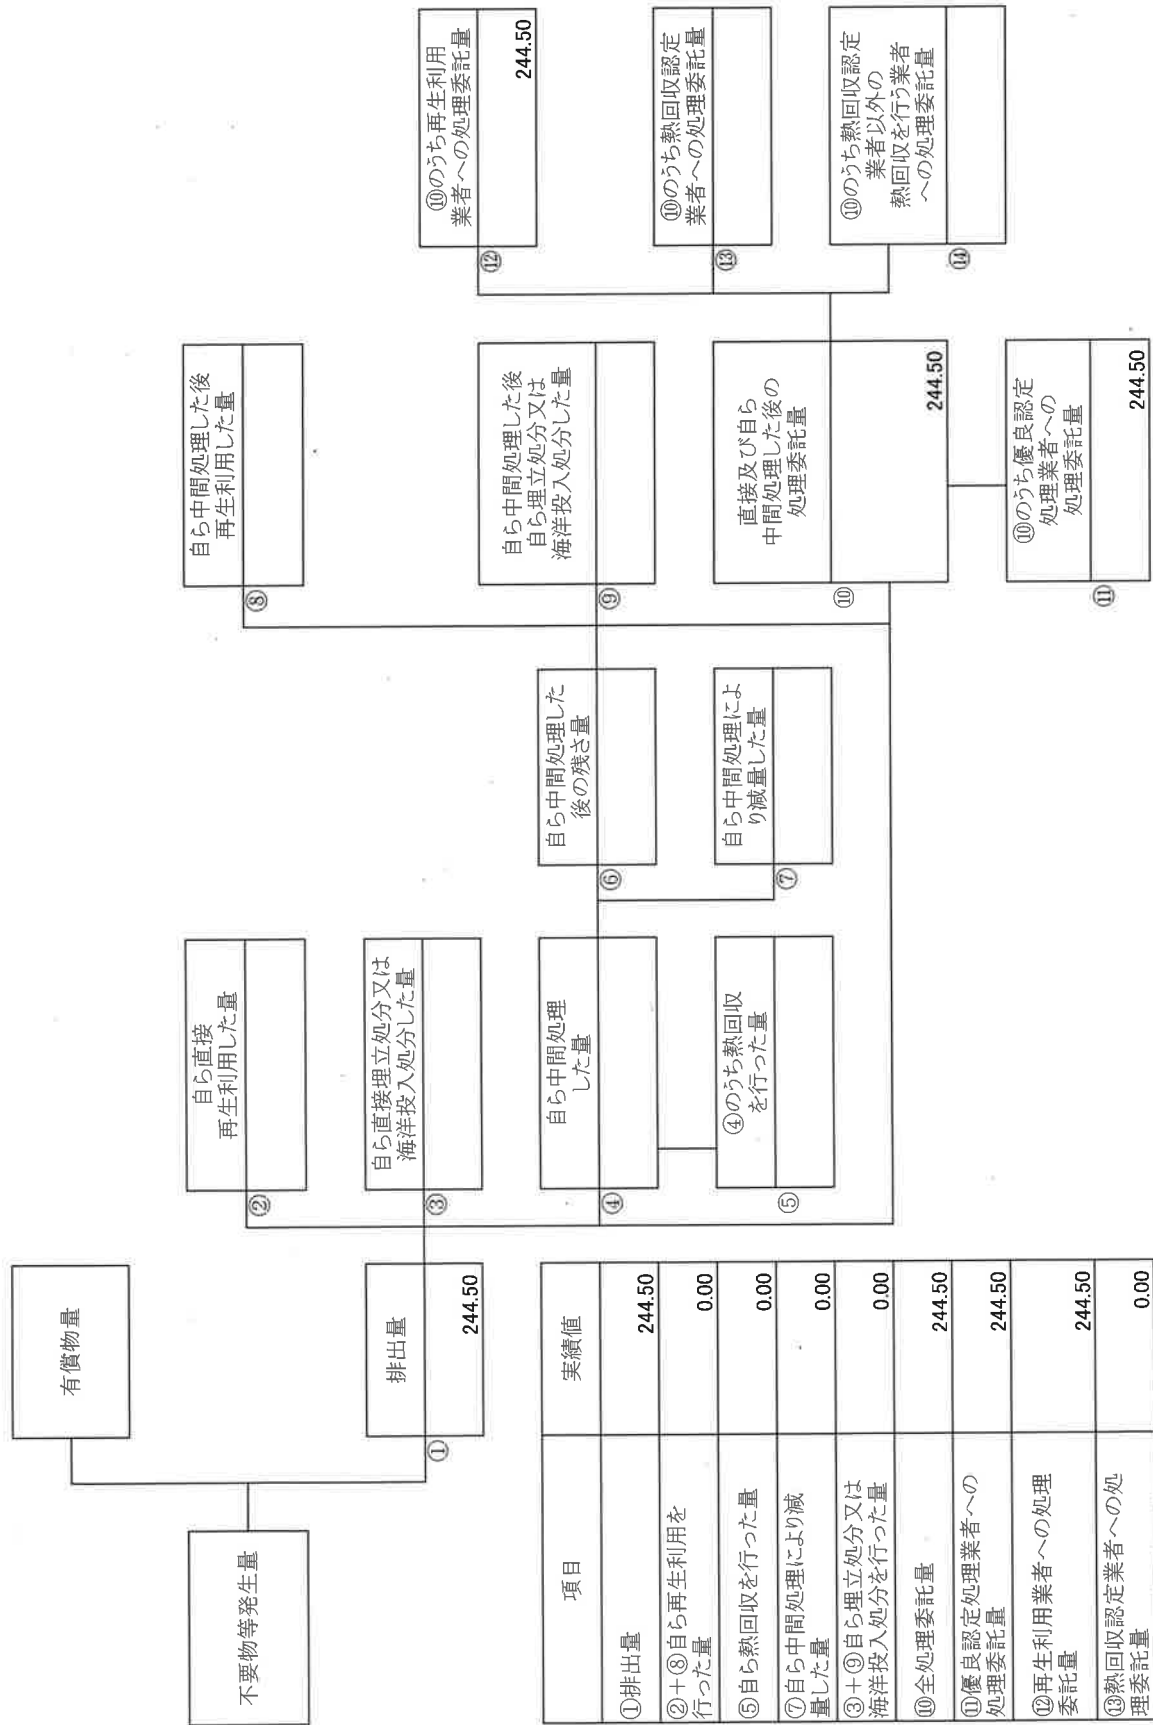 不要物等発生量
有償物量
排出量
①
244.50
自ら直接
再生利用した量
②
自ら直接埋立処分又は
海洋投入処分した量
③
自ら中間処理
した量
④
④のうち熱回収
を行った量
⑤
自ら中間処理した
後の残さ量
⑥
自ら中間処理によ
り減量した量
⑦
自ら中間処理した後
再生利用した量
⑧
自ら中間処理した後
自ら埋立処分又は
海洋投入処分した量
⑨
直接及び自ら
中間処理した後の
処理委託量
⑩
244.50
⑩のうち優良認定
処理業者への
処理委託量
⑪
244.50
⑩のうち再生利用
業者への処理委託量
⑫
244.50
⑩のうち熱回収認定
業者への処理委託量
⑬
⑩のうち熱回収認定
業者以外の
熱回収を行う業者
への処理委託量
⑭
項目 実績値
①排出量 244.50
②+⑧自ら再生利用を
行った量 0.00
⑤自ら熱回収を行った量 0.00
⑦自ら中間処理により減
量した量 0.00
③+⑨自ら埋立処分又は
海洋投入処分を行った量 0.00
⑩全処理委託量 244.50
⑪優良認定処理業者への
処理委託量 244.50
⑫再生利用業者への処理
委託量 244.50
⑬熱回収認定業者への処
理委託量 0.00